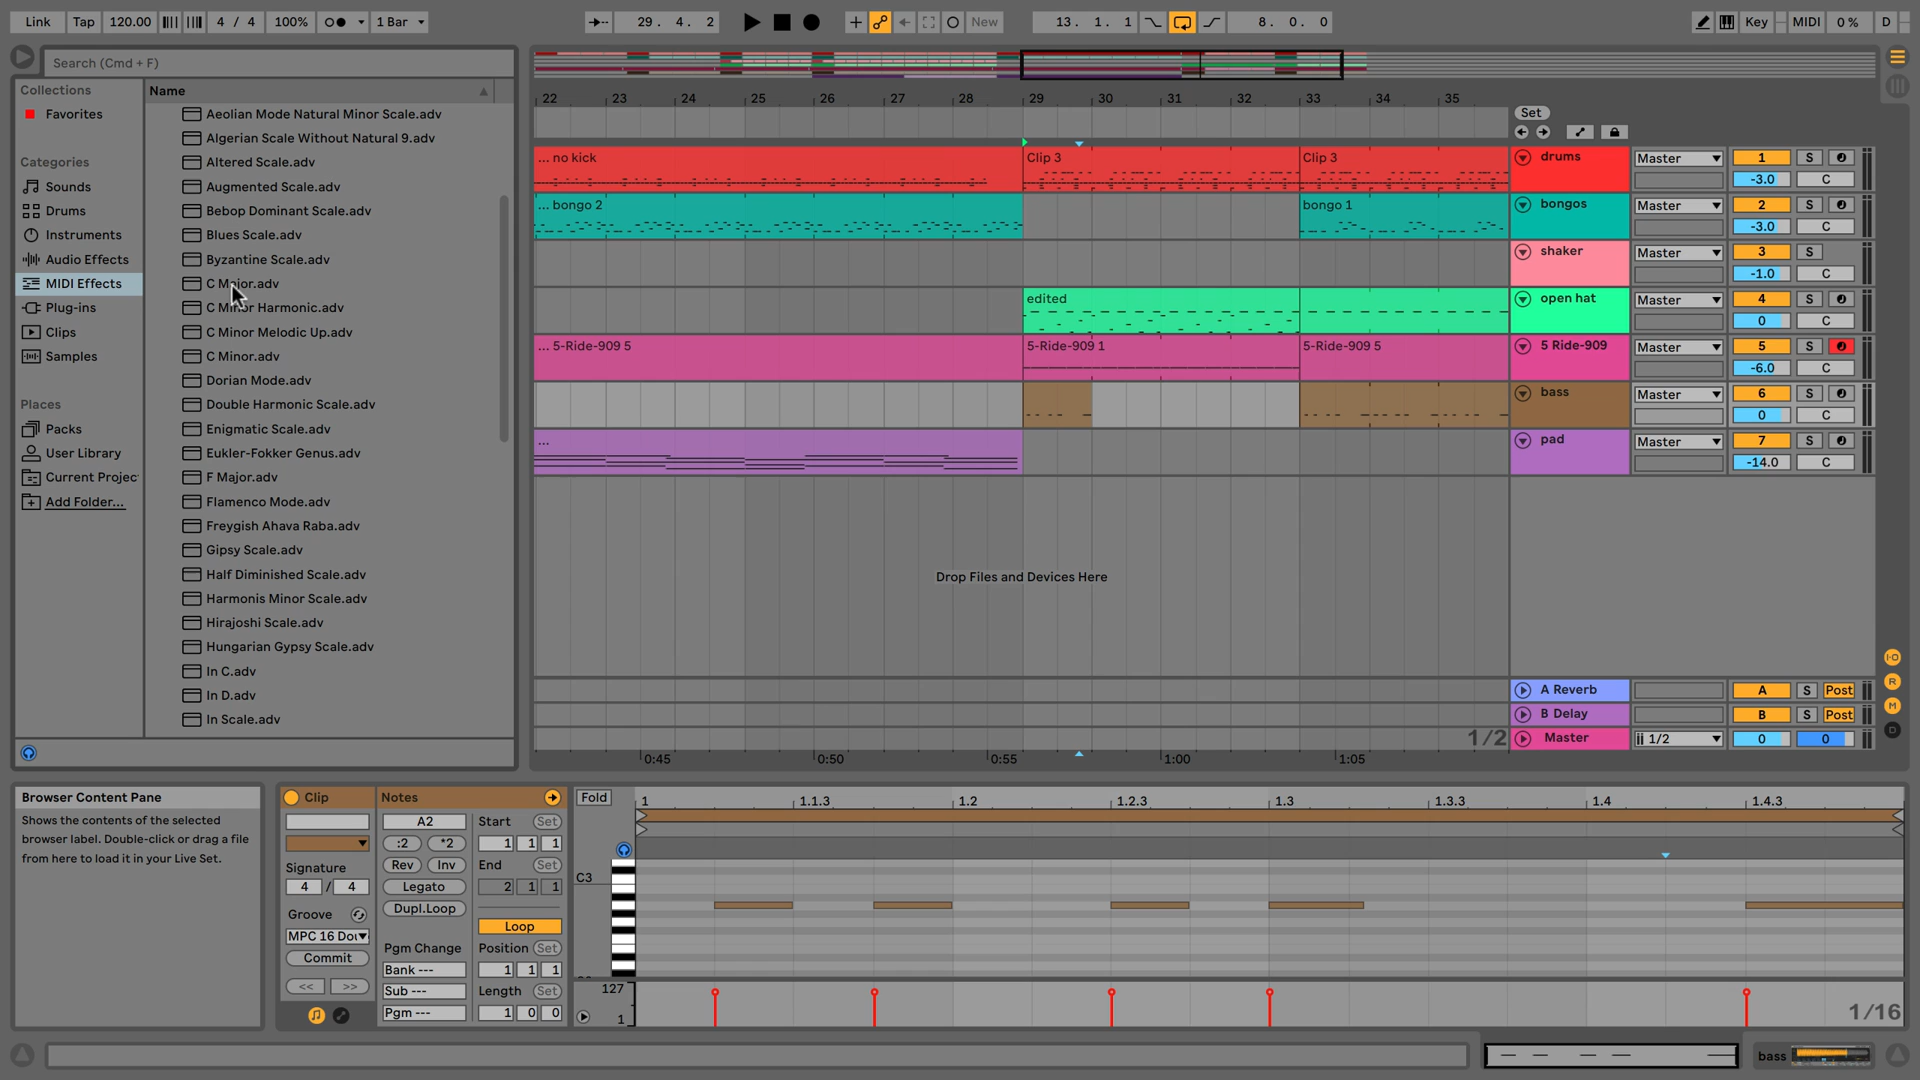 Link Tap 120.00 4 / 4 100% 1 Bar 29. 4. 2 New 13. 1. 1 8. 0. 0 Key MIDI 0 % D
Search (Cmd + F)
Collections
Favorites
Categories
Sounds
Drums
Instruments
Audio Effects
MIDI Effects
Plug-ins
Clips
Samples
Places
Packs
User Library
Current Projec
Add Folder...
Name
Aeolian Mode Natural Minor Scale.adv
Algerian Scale Without Natural 9.adv
Altered Scale.adv
Augmented Scale.adv
Bebop Dominant Scale.adv
Blues Scale.adv
Byzantine Scale.adv
C Major.adv
C Minor Harmonic.adv
C Minor Melodic Up.adv
C Minor.adv
Dorian Mode.adv
Double Harmonic Scale.adv
Enigmatic Scale.adv
Eukler-Fokker Genus.adv
F Major.adv
Flamenco Mode.adv
Freygish Ahava Raba.adv
Gipsy Scale.adv
Half Diminished Scale.adv
Harmonis Minor Scale.adv
Hirajoshi Scale.adv
Hungarian Gypsy Scale.adv
In C.adv
In D.adv
In Scale.adv
22 23 24 25 26 27 28 29 30 31 32 33 34 35
Set
... no kick Clip 3 Clip 3 drums Master 1 S
-3.0 C
... bongo 2 bongo 1 bongos Master 2 S
-3.0 C
shaker 3 S
-1.0 C
edited open hat Master 4 S
0 C
... 5-Ride-909 5 5-Ride-909 1 5-Ride-909 5 5 Ride-909 Master 5 S
-6.0 C
bass Master 6 S
0 C
... pad Master 7 S
-14.0 C
Drop Files and Devices Here
A Reverb A S Post
B Delay B S Post
1/2 Master 1/2 0 0
0:45 0:50 0:55 1:00 1:05
I·O
R
M
D
Browser Content Pane
Shows the contents of the selected
browser label. Double-click or drag a file
from here to load it in your Live Set.
Clip
Signature
4 / 4
Groove
MPC 16 Dou
Commit
<< >>
Notes
A2 Start Set
:2 *2 1 1 1
Rev Inv End Set
Legato 2 1 1
Dupl.Loop
Loop
Pgm Change Position Set
Bank --- 1 1 1
Sub --- Length Set
Pgm --- 1 0 0
Fold 1 1.1.3 1.2 1.2.3 1.3 1.3.3 1.4 1.4.3
C3
127
1
1/16
bass